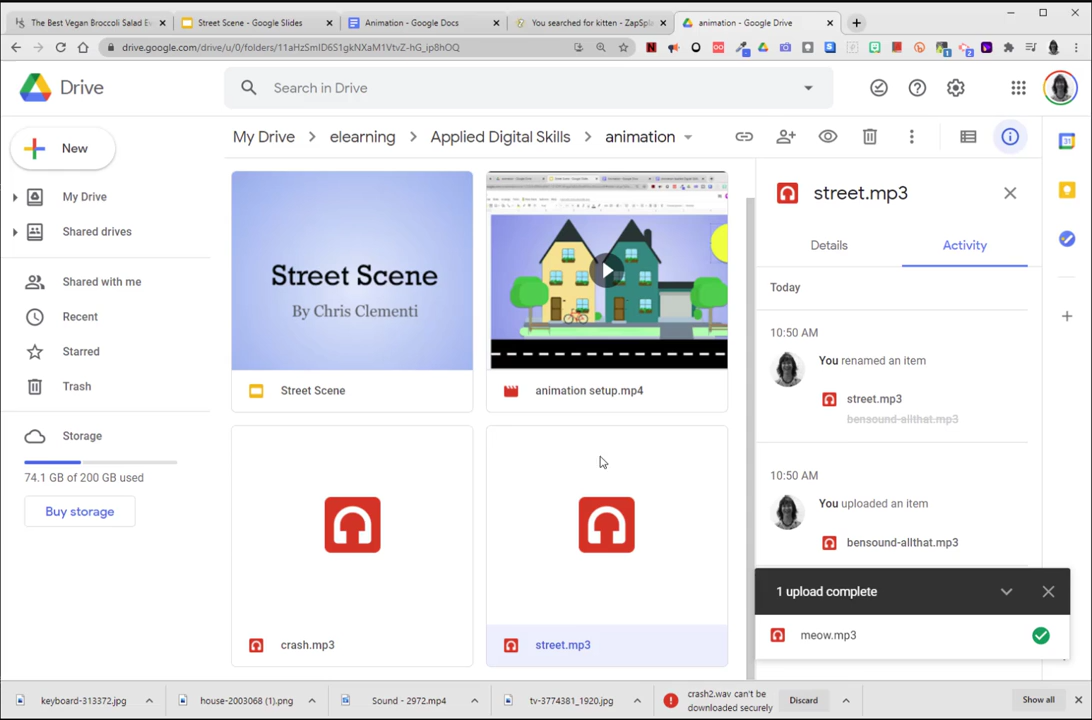 The Best Vegan Broccoli Salad Ev
Street Scene - Google Slides
Animation - Google Docs
You searched for kitten - ZapSpla
animation - Google Drive
drive.google.com/drive/u/0/folders/11aHzSmID6S1gkNXaM1VtvZ-hG_ip8hOQ
Drive
Search in Drive
New
My Drive
Shared drives
Shared with me
Recent
Starred
Trash
Storage
74.1 GB of 200 GB used
Buy storage
My Drive > elearning > Applied Digital Skills > animation
Street Scene
By Chris Clementi
Street Scene
animation setup.mp4
crash.mp3
street.mp3
street.mp3
Details
Activity
Today
10:50 AM
You renamed an item
street.mp3
bensound-allthat.mp3
10:50 AM
You uploaded an item
bensound-allthat.mp3
1 upload complete
meow.mp3
keyboard-313372.jpg
house-2003068 (1).png
Sound - 2972.mp4
tv-3774381_1920.jpg
crash2.wav can't be
downloaded securely
Discard
Show all